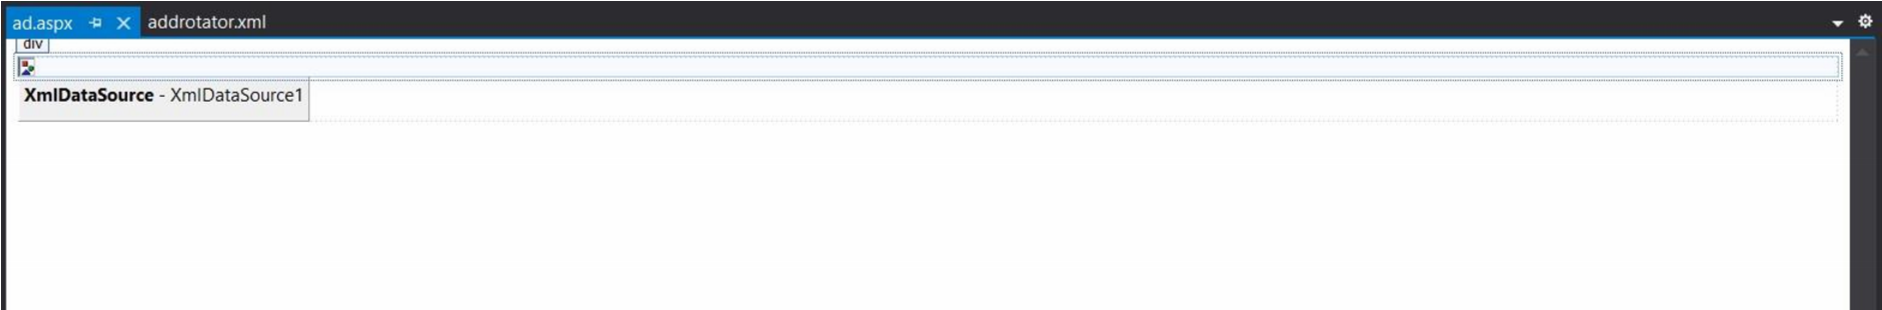 ad.aspx addrotator.xml
div
XmlDataSource - XmlDataSource1